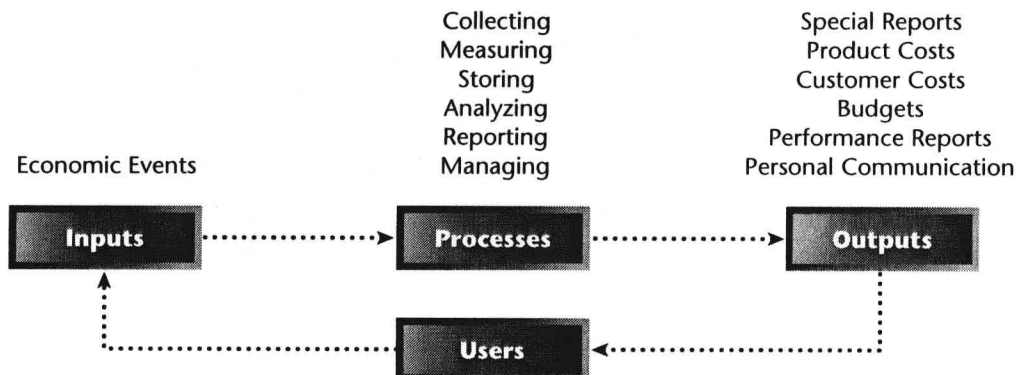 Collecting
Measuring
Storing
Analyzing
Reporting
Managing
Special Reports
Product Costs
Customer Costs
Budgets
Performance Reports
Personal Communication
Economic Events
Inputs
Processes
Outputs
Users